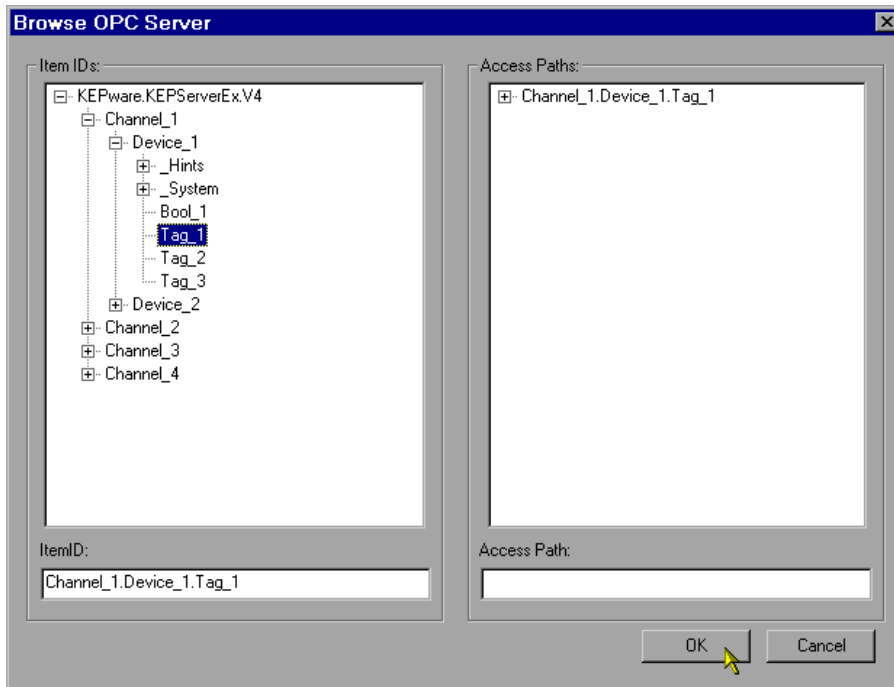 Browse OPC Server
Item IDs:
KEPware.KEPServerEx.V4
Channel_1
Device_1
_Hints
_System
Bool_1
Tag_1
Tag_2
Tag_3
Device_2
Channel_2
Channel_3
Channel_4
ItemID:
Channel_1.Device_1.Tag_1
Access Paths:
Channel_1.Device_1.Tag_1
Access Path:
OK
Cancel